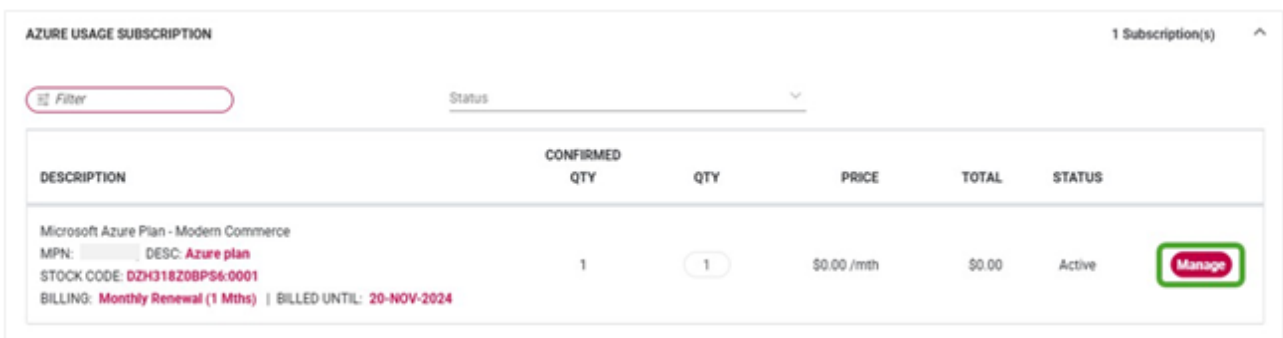 AZURE USAGE SUBSCRIPTION 1 Subscription(s)
Filter Status
DESCRIPTION CONFIRMED QTY QTY PRICE TOTAL STATUS
Microsoft Azure Plan - Modern Commerce
MPN: DESC: Azure plan
STOCK CODE: DZH318Z0BPS6:0001
BILLING: Monthly Renewal (1 Mths) | BILLED UNTIL: 20-NOV-2024
1 1 $0.00 /mth $0.00 Active Manage